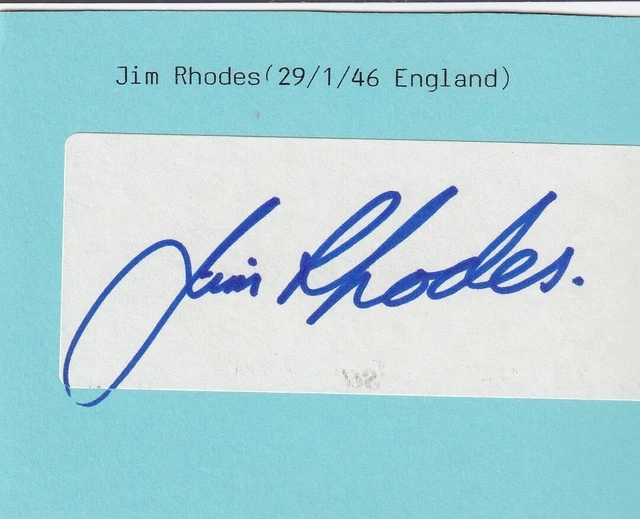 Jim Rhodes(29/1/46 England)
Jim Rhodes.